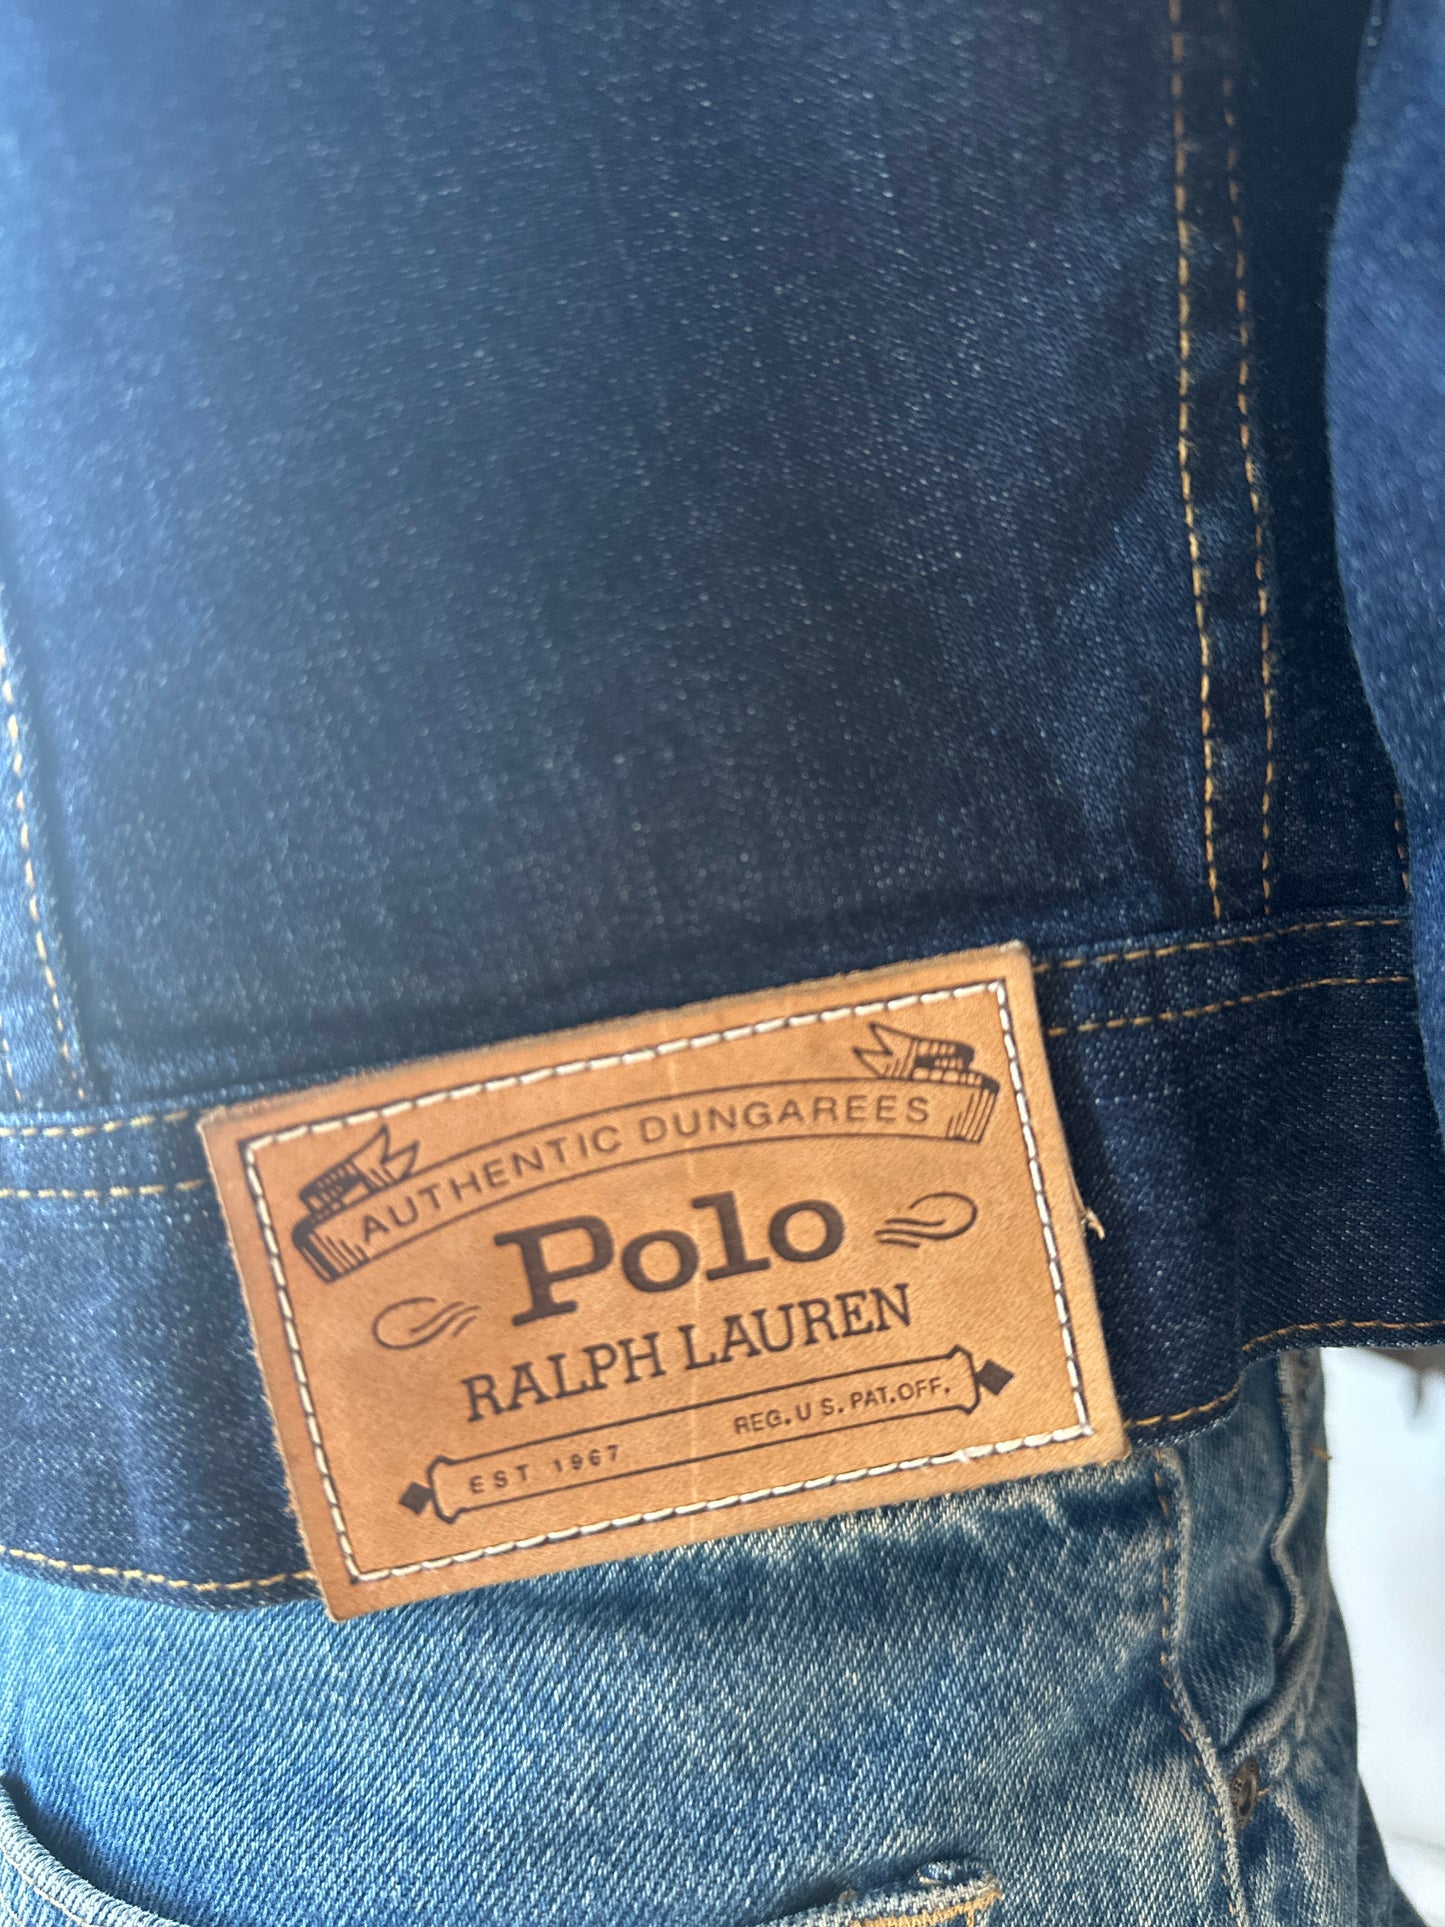 AUTHENTIC DUNGAREES
Polo
RALPH LAUREN
EST 1967 REG. U S. PAT. OFF.